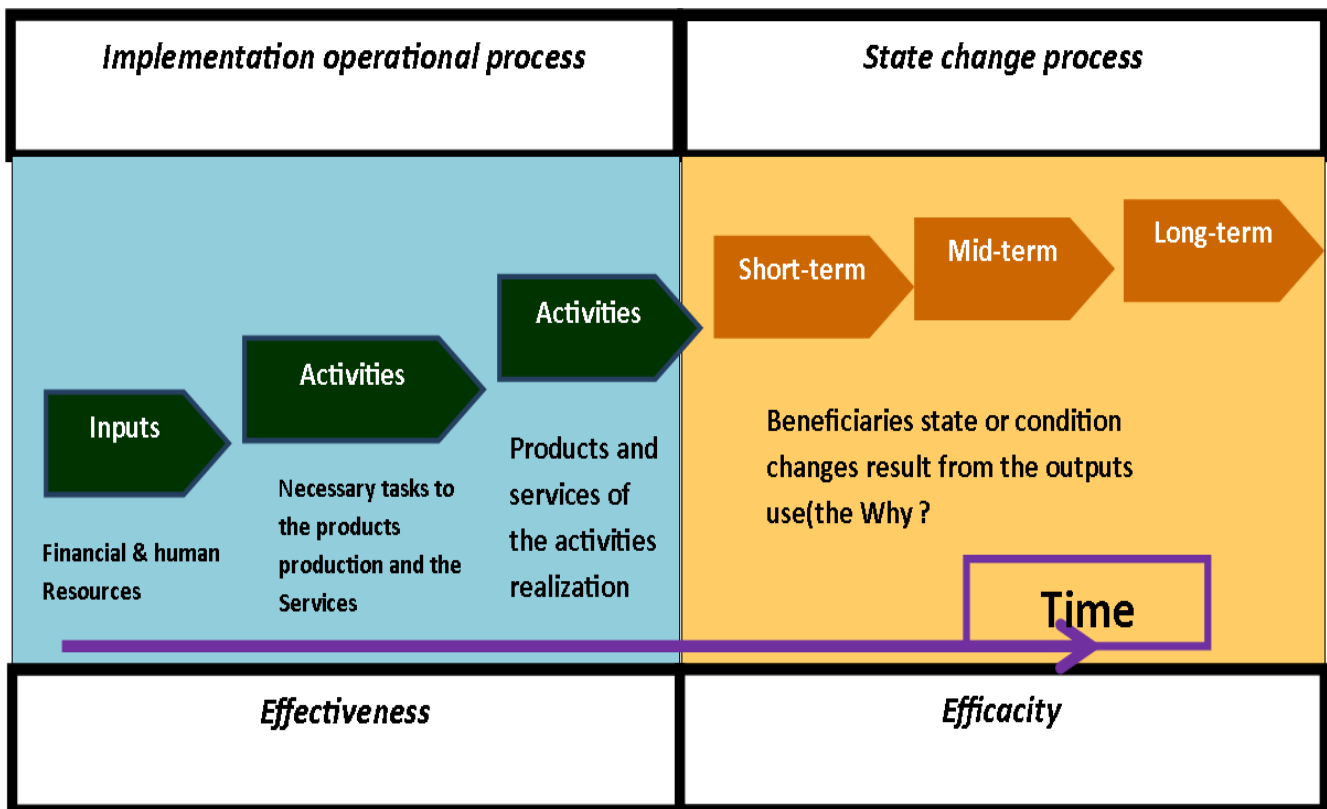 Implementation operational process
State change process
Inputs
Financial & human
Resources
Activities
Necessary tasks to
the products
production and the
Services
Activities
Products and
services of
the activities
realization
Short-term
Mid-term
Long-term
Beneficiaries state or condition
changes result from the outputs
use(the Why ?
Time
Effectiveness
Efficacity